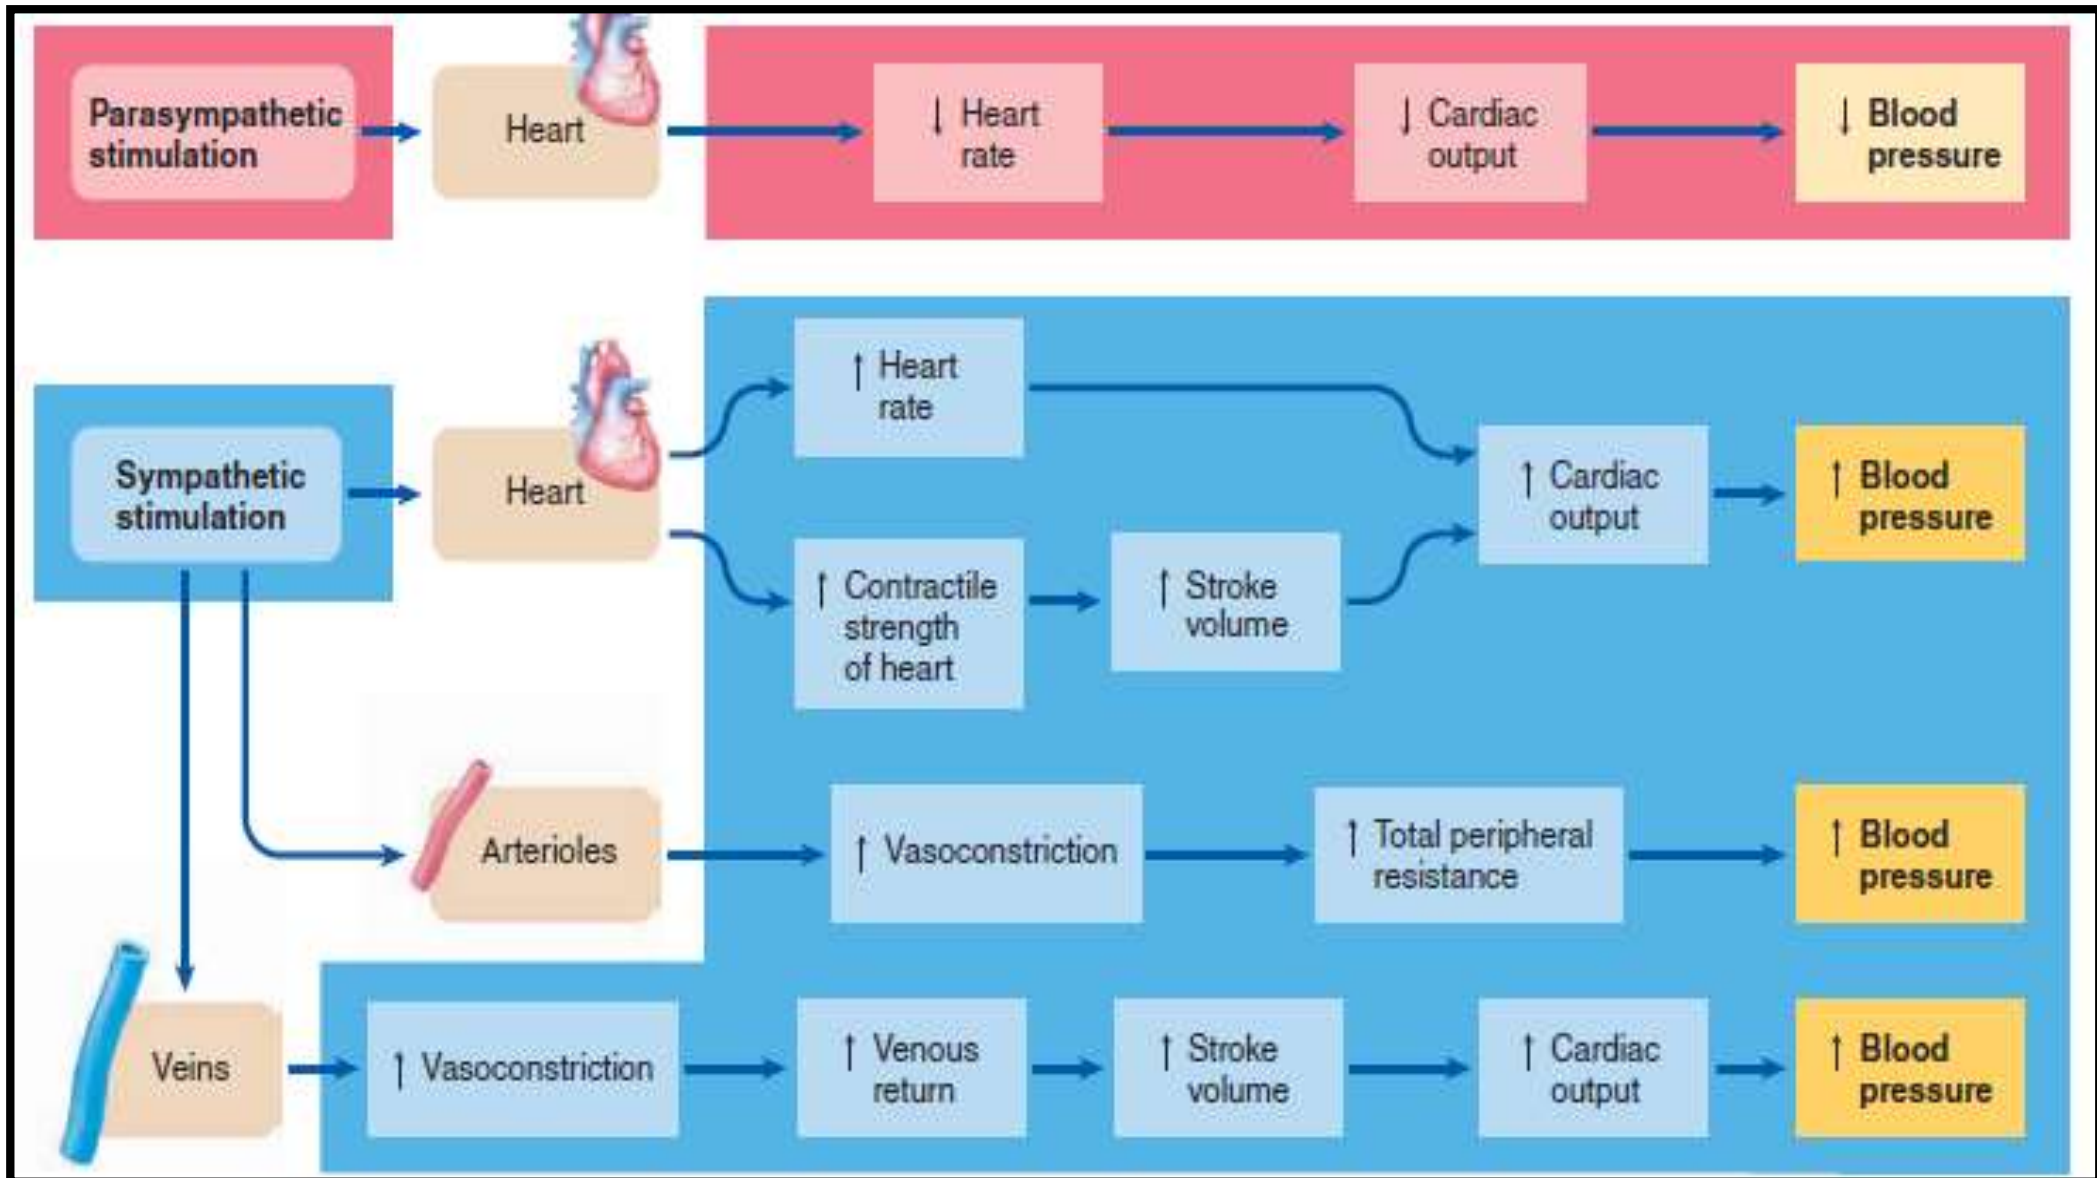 Parasympathetic
stimulation
Heart
↓ Heart
rate
↓ Cardiac
output
↓ Blood
pressure
Sympathetic
stimulation
Heart
↑ Heart
rate
↑ Contractile
strength
of heart
↑ Stroke
volume
↑ Cardiac
output
↑ Blood
pressure
Arterioles
↑ Vasoconstriction
↑ Total peripheral
resistance
↑ Blood
pressure
Veins
↑ Vasoconstriction
↑ Venous
return
↑ Stroke
volume
↑ Cardiac
output
↑ Blood
pressure